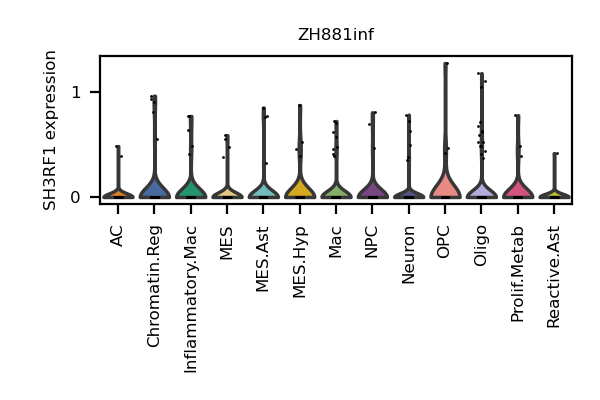 ZH881inf
SH3RF1 expression
1
0
AC
Chromatin.Reg
Inflammatory.Mac
MES
MES.Ast
MES.Hyp
Mac
NPC
Neuron
OPC
Oligo
Prolif.Metab
Reactive.Ast